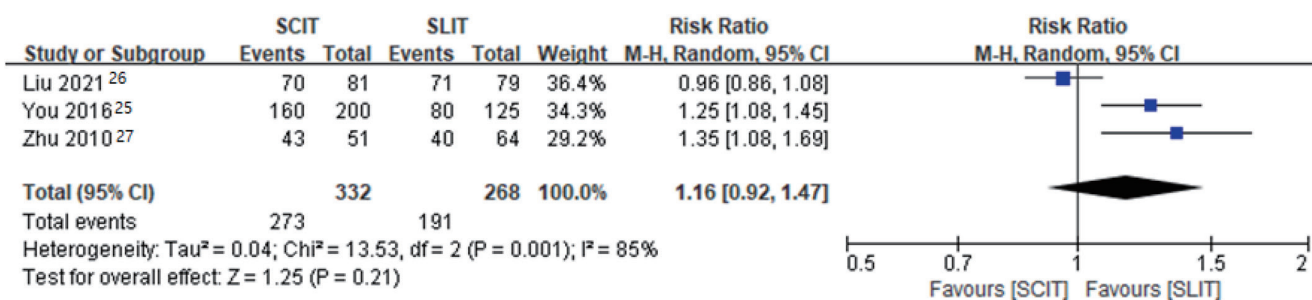 SCIT SLIT Risk Ratio Risk Ratio
Study or Subgroup Events Total Events Total Weight M-H, Random, 95% CI M-H, Random, 95% CI
Liu 2021 26 70 81 71 79 36.4% 0.96 [0.86, 1.08]
You 2016 25 160 200 80 125 34.3% 1.25 [1.08, 1.45]
Zhu 2010 27 43 51 40 64 29.2% 1.35 [1.08, 1.69]
Total (95% CI) 332 268 100.0% 1.16 [0.92, 1.47]
Total events 273 191
Heterogeneity: Tau² = 0.04; Chi² = 13.53, df = 2 (P = 0.001); I² = 85%
Test for overall effect: Z = 1.25 (P = 0.21)
0.5 0.7 1 1.5 2
Favours [SCIT] Favours [SLIT]